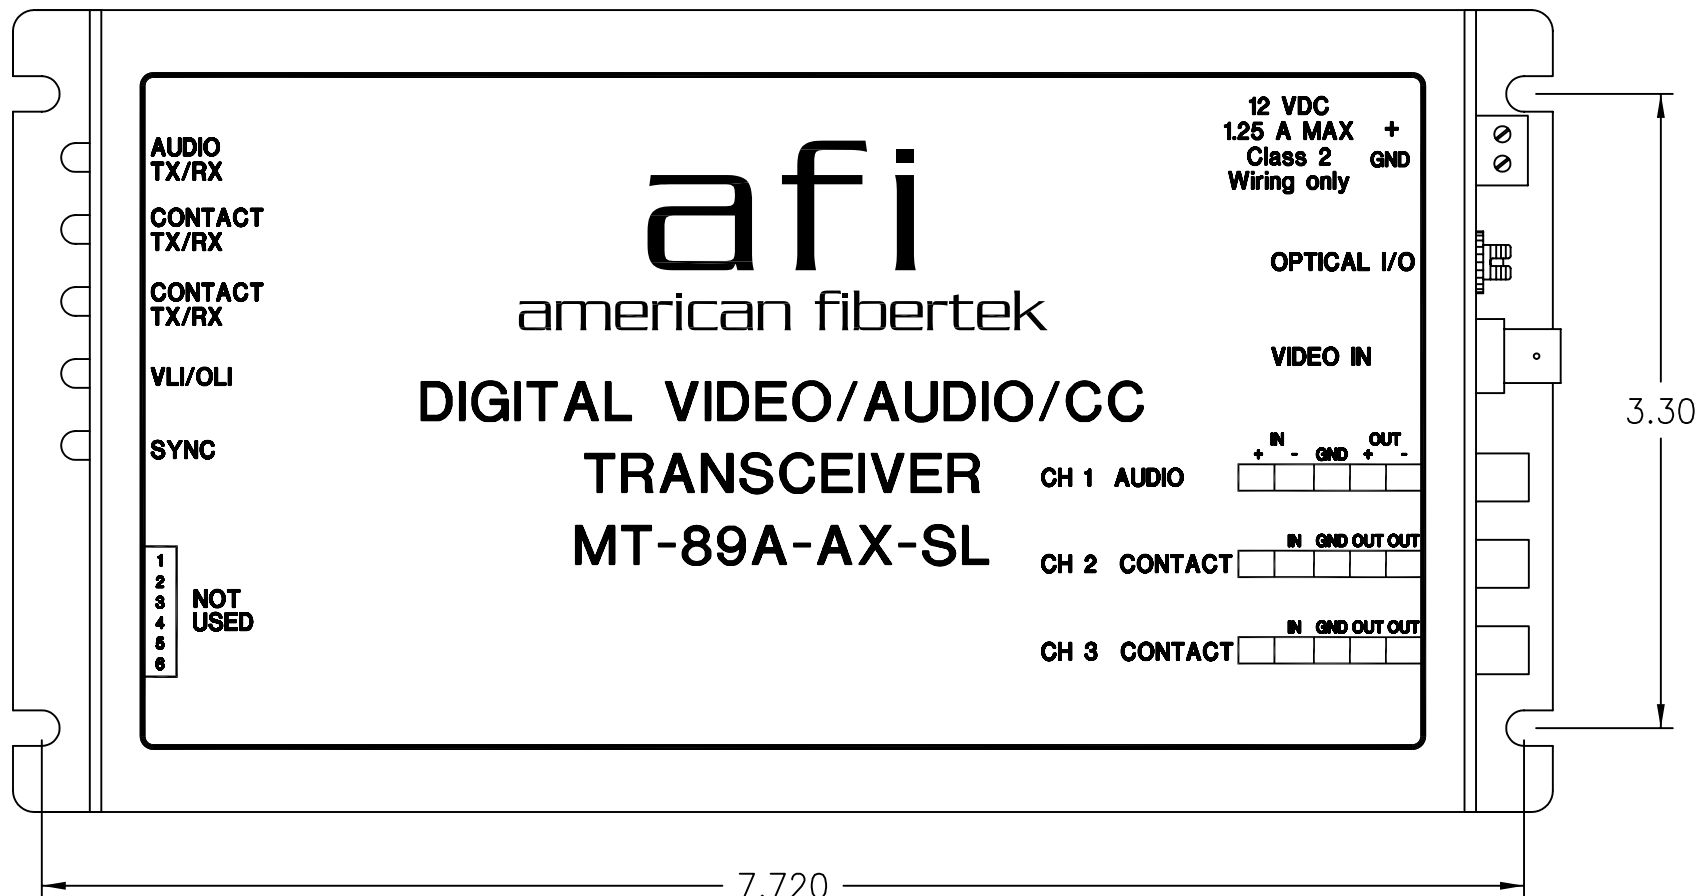 AUDIO
TX/RX
CONTACT
TX/RX
CONTACT
TX/RX
VLI/OLI
SYNC
1
2
3
4
5
6
NOT
USED
afi
american fibertek
DIGITAL VIDEO/AUDIO/CC
TRANSCEIVER
MT-89A-AX-SL
12 VDC
1.25 A MAX +
Class 2 GND
Wiring only
OPTICAL I/O
VIDEO IN
IN OUT
+ - GND + -
CH 1 AUDIO
IN GND OUT OUT
CH 2 CONTACT
IN GND OUT OUT
CH 3 CONTACT
3.30
7.720